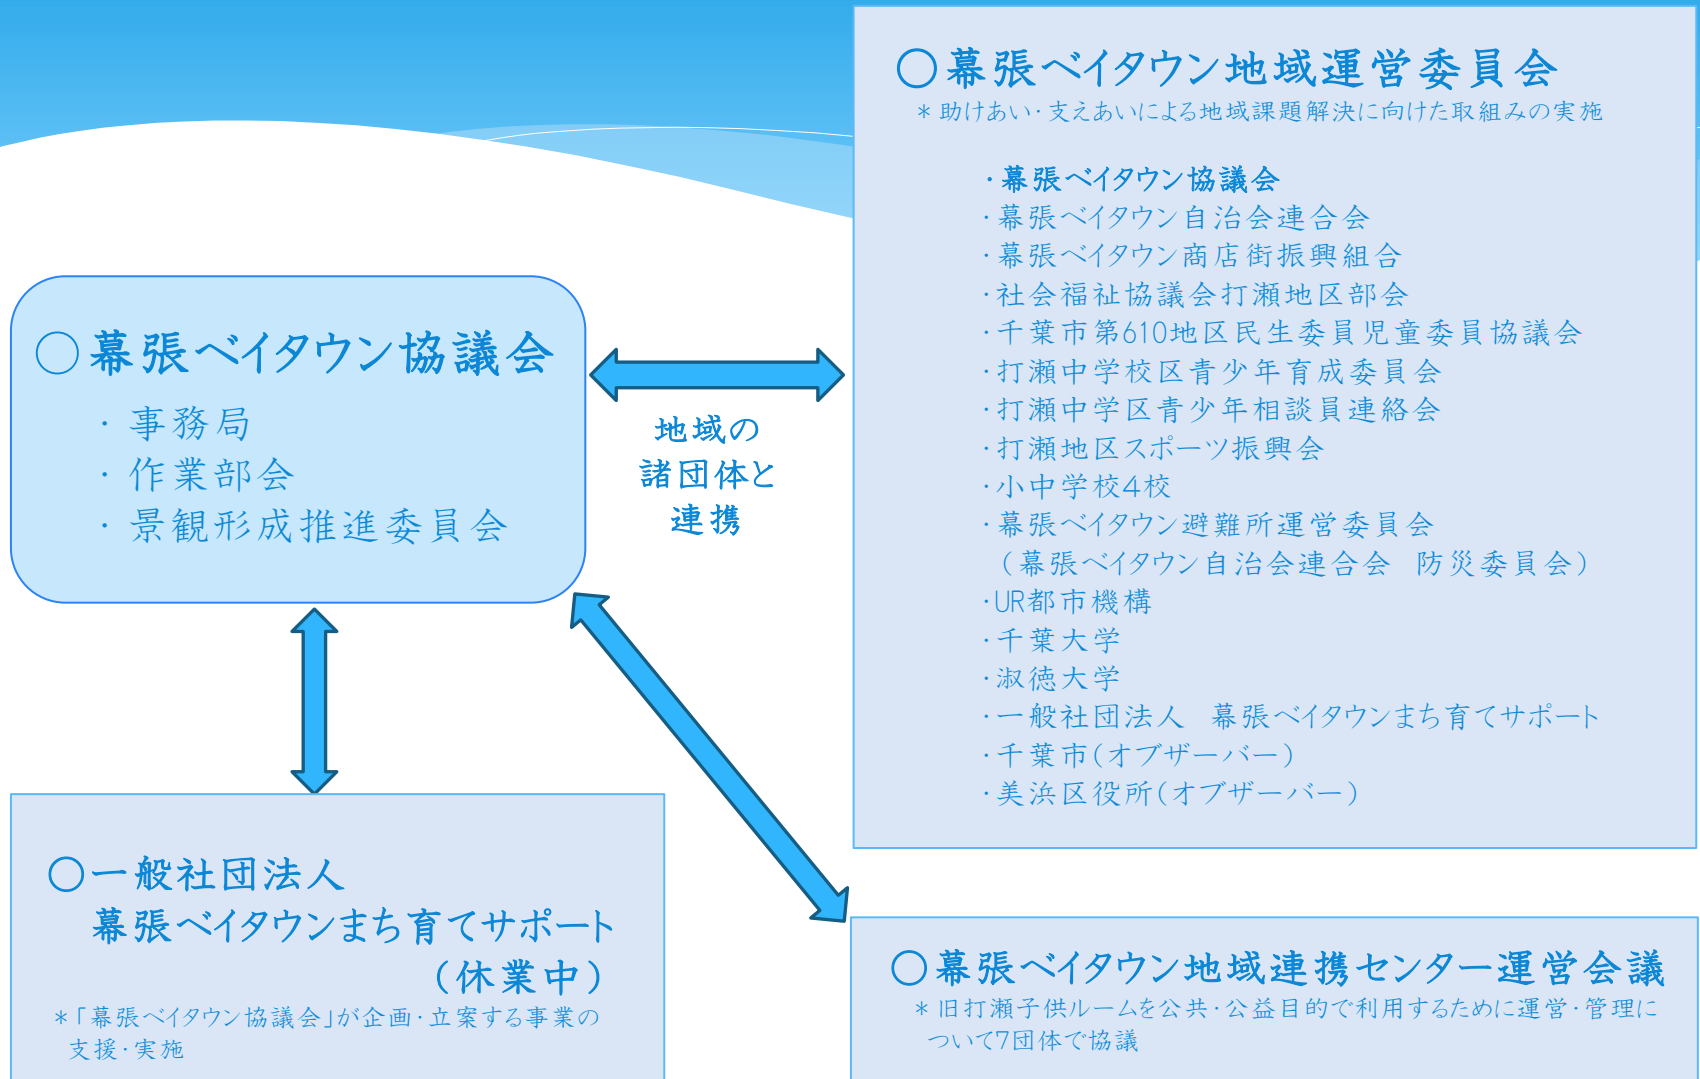 ○幕張ベイタウン協議会
・事務局
・作業部会
・景観形成推進委員会
地域の
諸団体と
連携
○幕張ベイタウン地域運営委員会
＊助けあい・支えあいによる地域課題解決に向けた取組みの実施
・幕張ベイタウン協議会
・幕張ベイタウン自治会連合会
・幕張ベイタウン商店街振興組合
・社会福祉協議会打瀬地区部会
・千葉市第610地区民生委員児童委員協議会
・打瀬中学校区青少年育成委員会
・打瀬中学区青少年相談員連絡会
・打瀬地区スポーツ振興会
・小中学校4校
・幕張ベイタウン避難所運営委員会
（幕張ベイタウン自治会連合会　防災委員会）
・UR都市機構
・千葉大学
・淑徳大学
・一般社団法人　幕張ベイタウンまち育てサポート
・千葉市（オブザーバー）
・美浜区役所（オブザーバー）
○一般社団法人
幕張ベイタウンまち育てサポート
（休業中）
＊「幕張ベイタウン協議会」が企画・立案する事業の
支援・実施
○幕張ベイタウン地域連携センター運営会議
＊旧打瀬子供ルームを公共・公益目的で利用するために運営・管理に
ついて7団体で協議